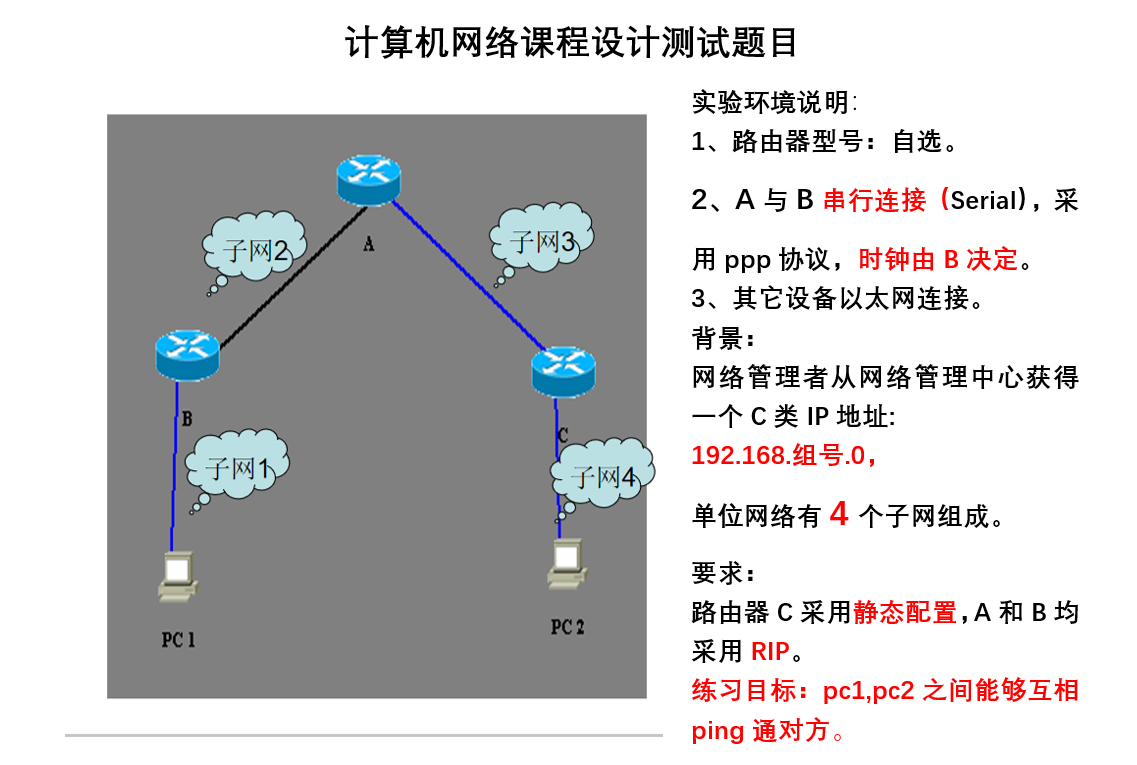 计算机网络课程设计测试题目
子网2
子网3
A
B
C
子网1
子网4
PC 1
PC 2
实验环境说明:
1、路由器型号：自选。
2、A 与 B 串行连接（Serial），采
用 ppp 协议，时钟由 B 决定。
3、其它设备以太网连接。
背景：
网络管理者从网络管理中心获得
一个 C 类 IP 地址:
192.168.组号.0，
单位网络有 4 个子网组成。
要求：
路由器 C 采用静态配置，A 和 B 均
采用 RIP。
练习目标：pc1,pc2 之间能够互相
ping 通对方。